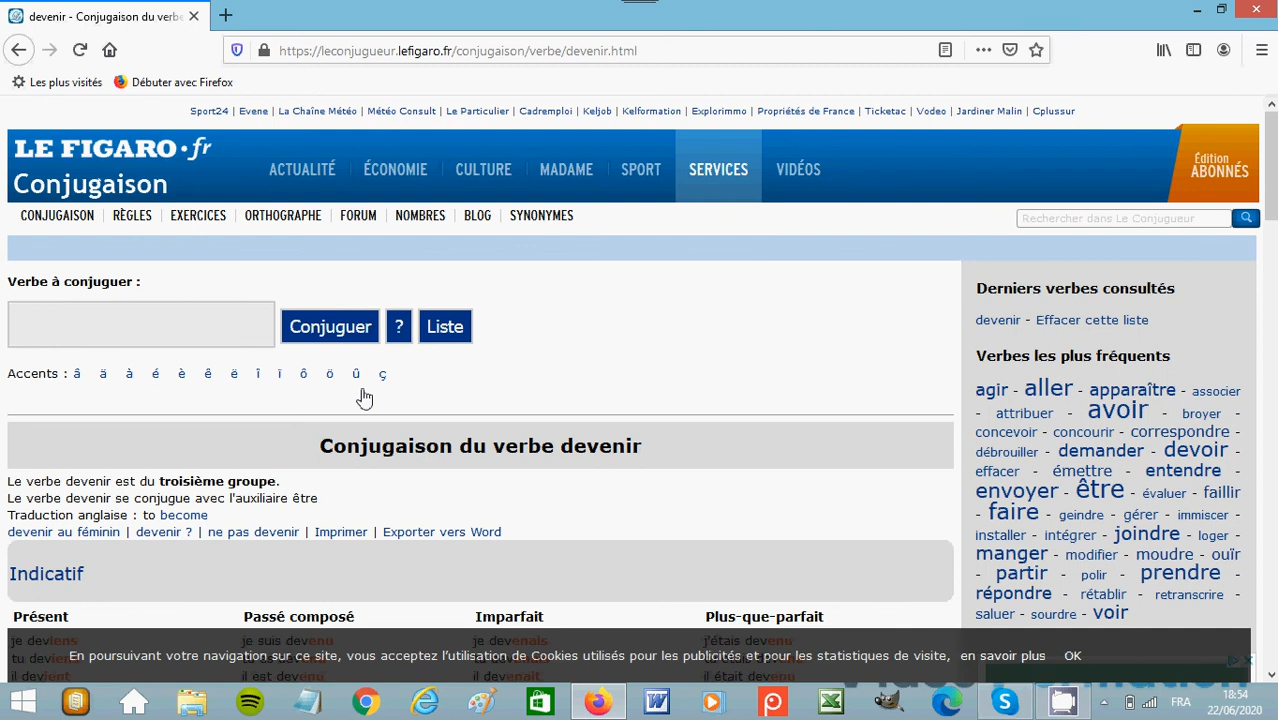 devenir - Conjugaison du verbe
https://leconjugueur.lefigaro.fr/conjugaison/verbe/devenir.html
Les plus visités Débuter avec Firefox
Sport24 | Evene | La Chaîne Météo | Météo Consult | Le Particulier | Cadremploi | Keljob | Kelformation | Explorimmo | Propriétés de France | Ticketac | Vodeo | Jardiner Malin | Cplussur
LE FIGARO·fr
Conjugaison
ACTUALITÉ ÉCONOMIE CULTURE MADAME SPORT SERVICES VIDÉOS
Édition
ABONNÉS
CONJUGAISON RÈGLES EXERCICES ORTHOGRAPHE FORUM NOMBRES BLOG SYNONYMES
Rechercher dans Le Conjugueur
Verbe à conjuguer :
Conjuguer ? Liste
Accents : â ä à é è ê ë î ï ô ö û ç
Conjugaison du verbe devenir
Le verbe devenir est du troisième groupe.
Le verbe devenir se conjugue avec l'auxiliaire être
Traduction anglaise : to become
devenir au féminin | devenir ? | ne pas devenir | Imprimer | Exporter vers Word
Indicatif
Présent Passé composé Imparfait Plus-que-parfait
je deviens je suis devenu je devenais j'étais devenu
En poursuivant votre navigation sur ce site, vous acceptez l'utilisation de Cookies utilisés pour les publicités et pour les statistiques de visite, en savoir plus OK
Derniers verbes consultés
devenir - Effacer cette liste
Verbes les plus fréquents
agir - aller - apparaître - associer
- attribuer - avoir - broyer -
concevoir - concourir - correspondre -
débrouiller - demander - devoir -
effacer - émettre - entendre -
envoyer - être - évaluer - faillir
- faire - geindre - gérer - immiscer -
installer - intégrer - joindre - loger -
manger - modifier - moudre - ouïr
- partir - polir - prendre -
répondre - rétablir - retranscrire -
saluer - sourdre - voir
FRA
18:54
22/06/2020